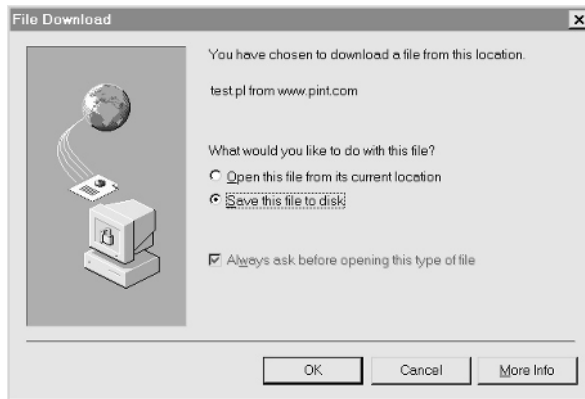 File Download
You have chosen to download a file from this location.
test.pl from www.pint.com
What would you like to do with this file?
Open this file from its current location
Save this file to disk
Always ask before opening this type of file
OK Cancel More Info